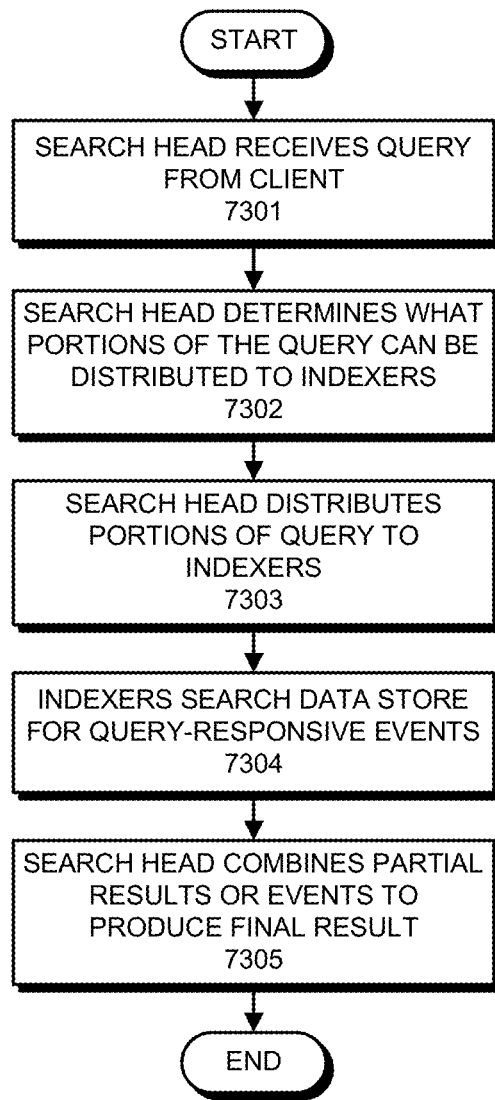 START
SEARCH HEAD RECEIVES QUERY
FROM CLIENT
7301
SEARCH HEAD DETERMINES WHAT
PORTIONS OF THE QUERY CAN BE
DISTRIBUTED TO INDEXERS
7302
SEARCH HEAD DISTRIBUTES
PORTIONS OF QUERY TO
INDEXERS
7303
INDEXERS SEARCH DATA STORE
FOR QUERY-RESPONSIVE EVENTS
7304
SEARCH HEAD COMBINES PARTIAL
RESULTS OR EVENTS TO
PRODUCE FINAL RESULT
7305
END